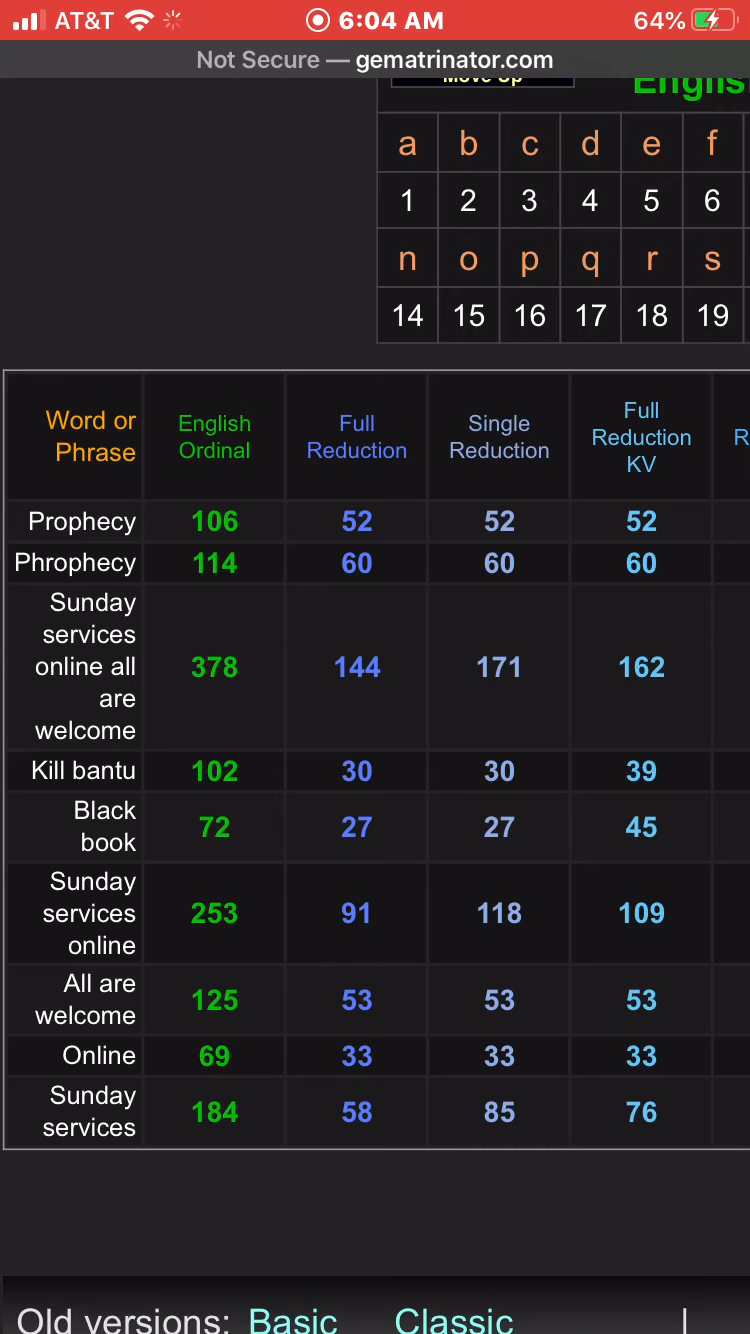 AT&T 6:04 AM 64%
Not Secure — gematrinator.com
Move Up Englis
a b c d e f
1 2 3 4 5 6
n o p q r s
14 15 16 17 18 19
Word or Phrase English Ordinal Full Reduction Single Reduction Full Reduction KV R
Prophecy 106 52 52 52
Phrophecy 114 60 60 60
Sunday services online all are welcome 378 144 171 162
Kill bantu 102 30 30 39
Black book 72 27 27 45
Sunday services online 253 91 118 109
All are welcome 125 53 53 53
Online 69 33 33 33
Sunday services 184 58 85 76
Old versions: Basic Classic |